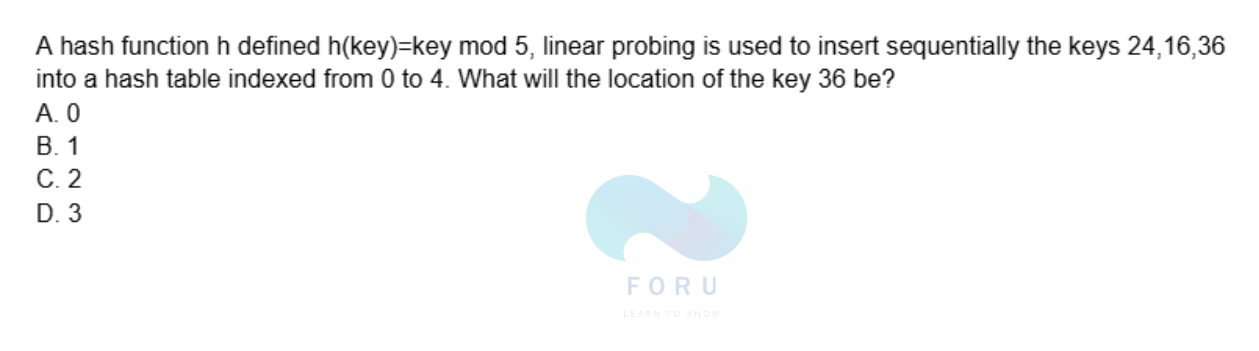 A hash function h defined h(key)=key mod 5, linear probing is used to insert sequentially the keys 24,16,36
into a hash table indexed from 0 to 4. What will the location of the key 36 be?
A. 0
B. 1
C. 2
D. 3
FORU
LEARN TO KNOW